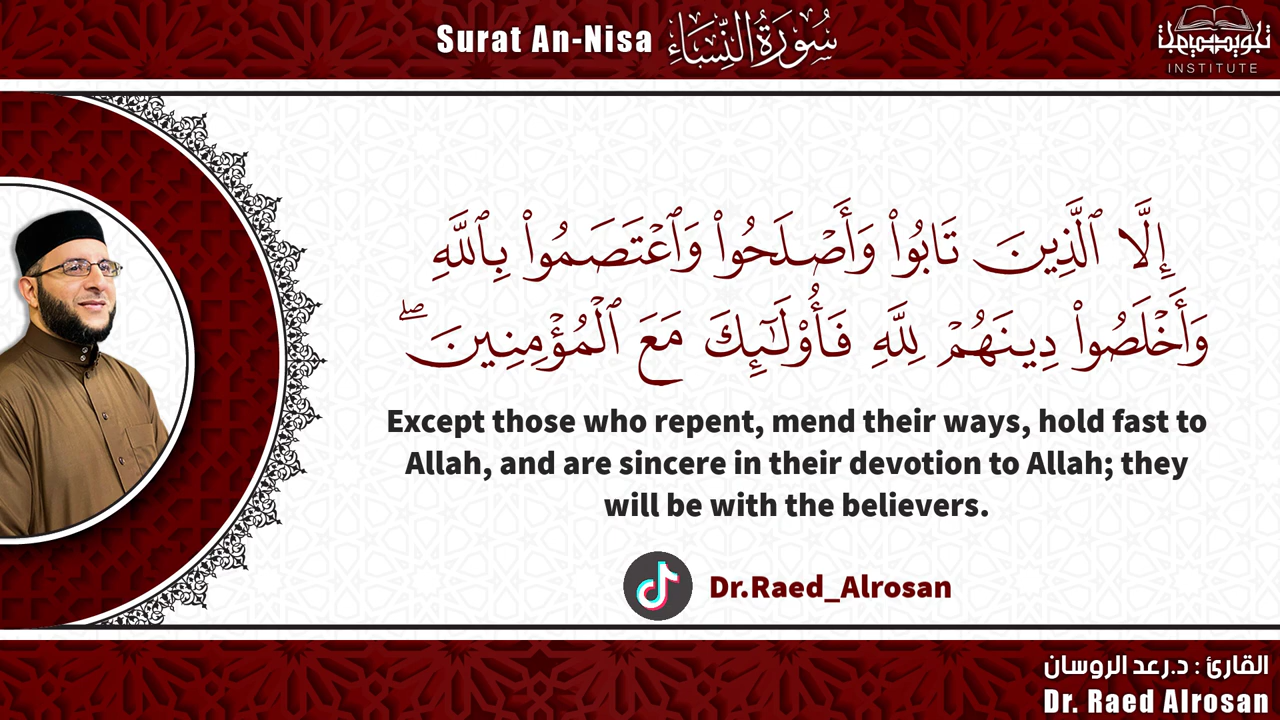 Surat An-Nisa سُورَةُ النِّسَاءِ
INSTITUTE
إِلَّا ٱلَّذِينَ تَابُوا۟ وَأَصْلَحُوا۟ وَٱعْتَصَمُوا۟ بِٱللَّهِ
وَأَخْلَصُوا۟ دِينَهُمْ لِلَّهِ فَأُو۟لَـٰٓئِكَ مَعَ ٱلْمُؤْمِنِينَ ۖ
Except those who repent, mend their ways, hold fast to
Allah, and are sincere in their devotion to Allah; they
will be with the believers.
Dr.Raed_Alrosan
القارئ : د.رعد الروسان
Dr. Raed Alrosan